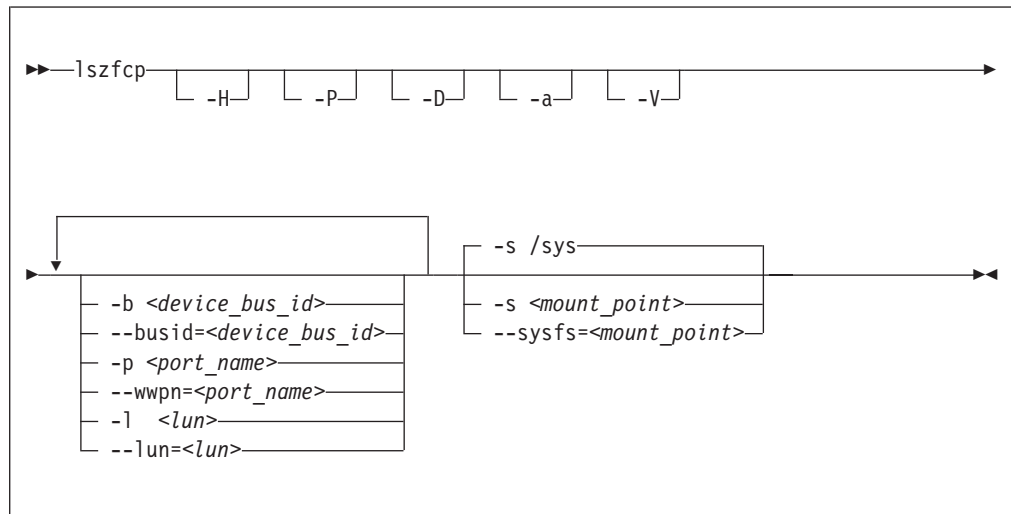 lszfcp
-H -P -D -a -V
-s /sys
-b <device_bus_id> -s <mount_point>
--busid=<device_bus_id> --sysfs=<mount_point>
-p <port_name>
--wwpn=<port_name>
-l <lun>
--lun=<lun>